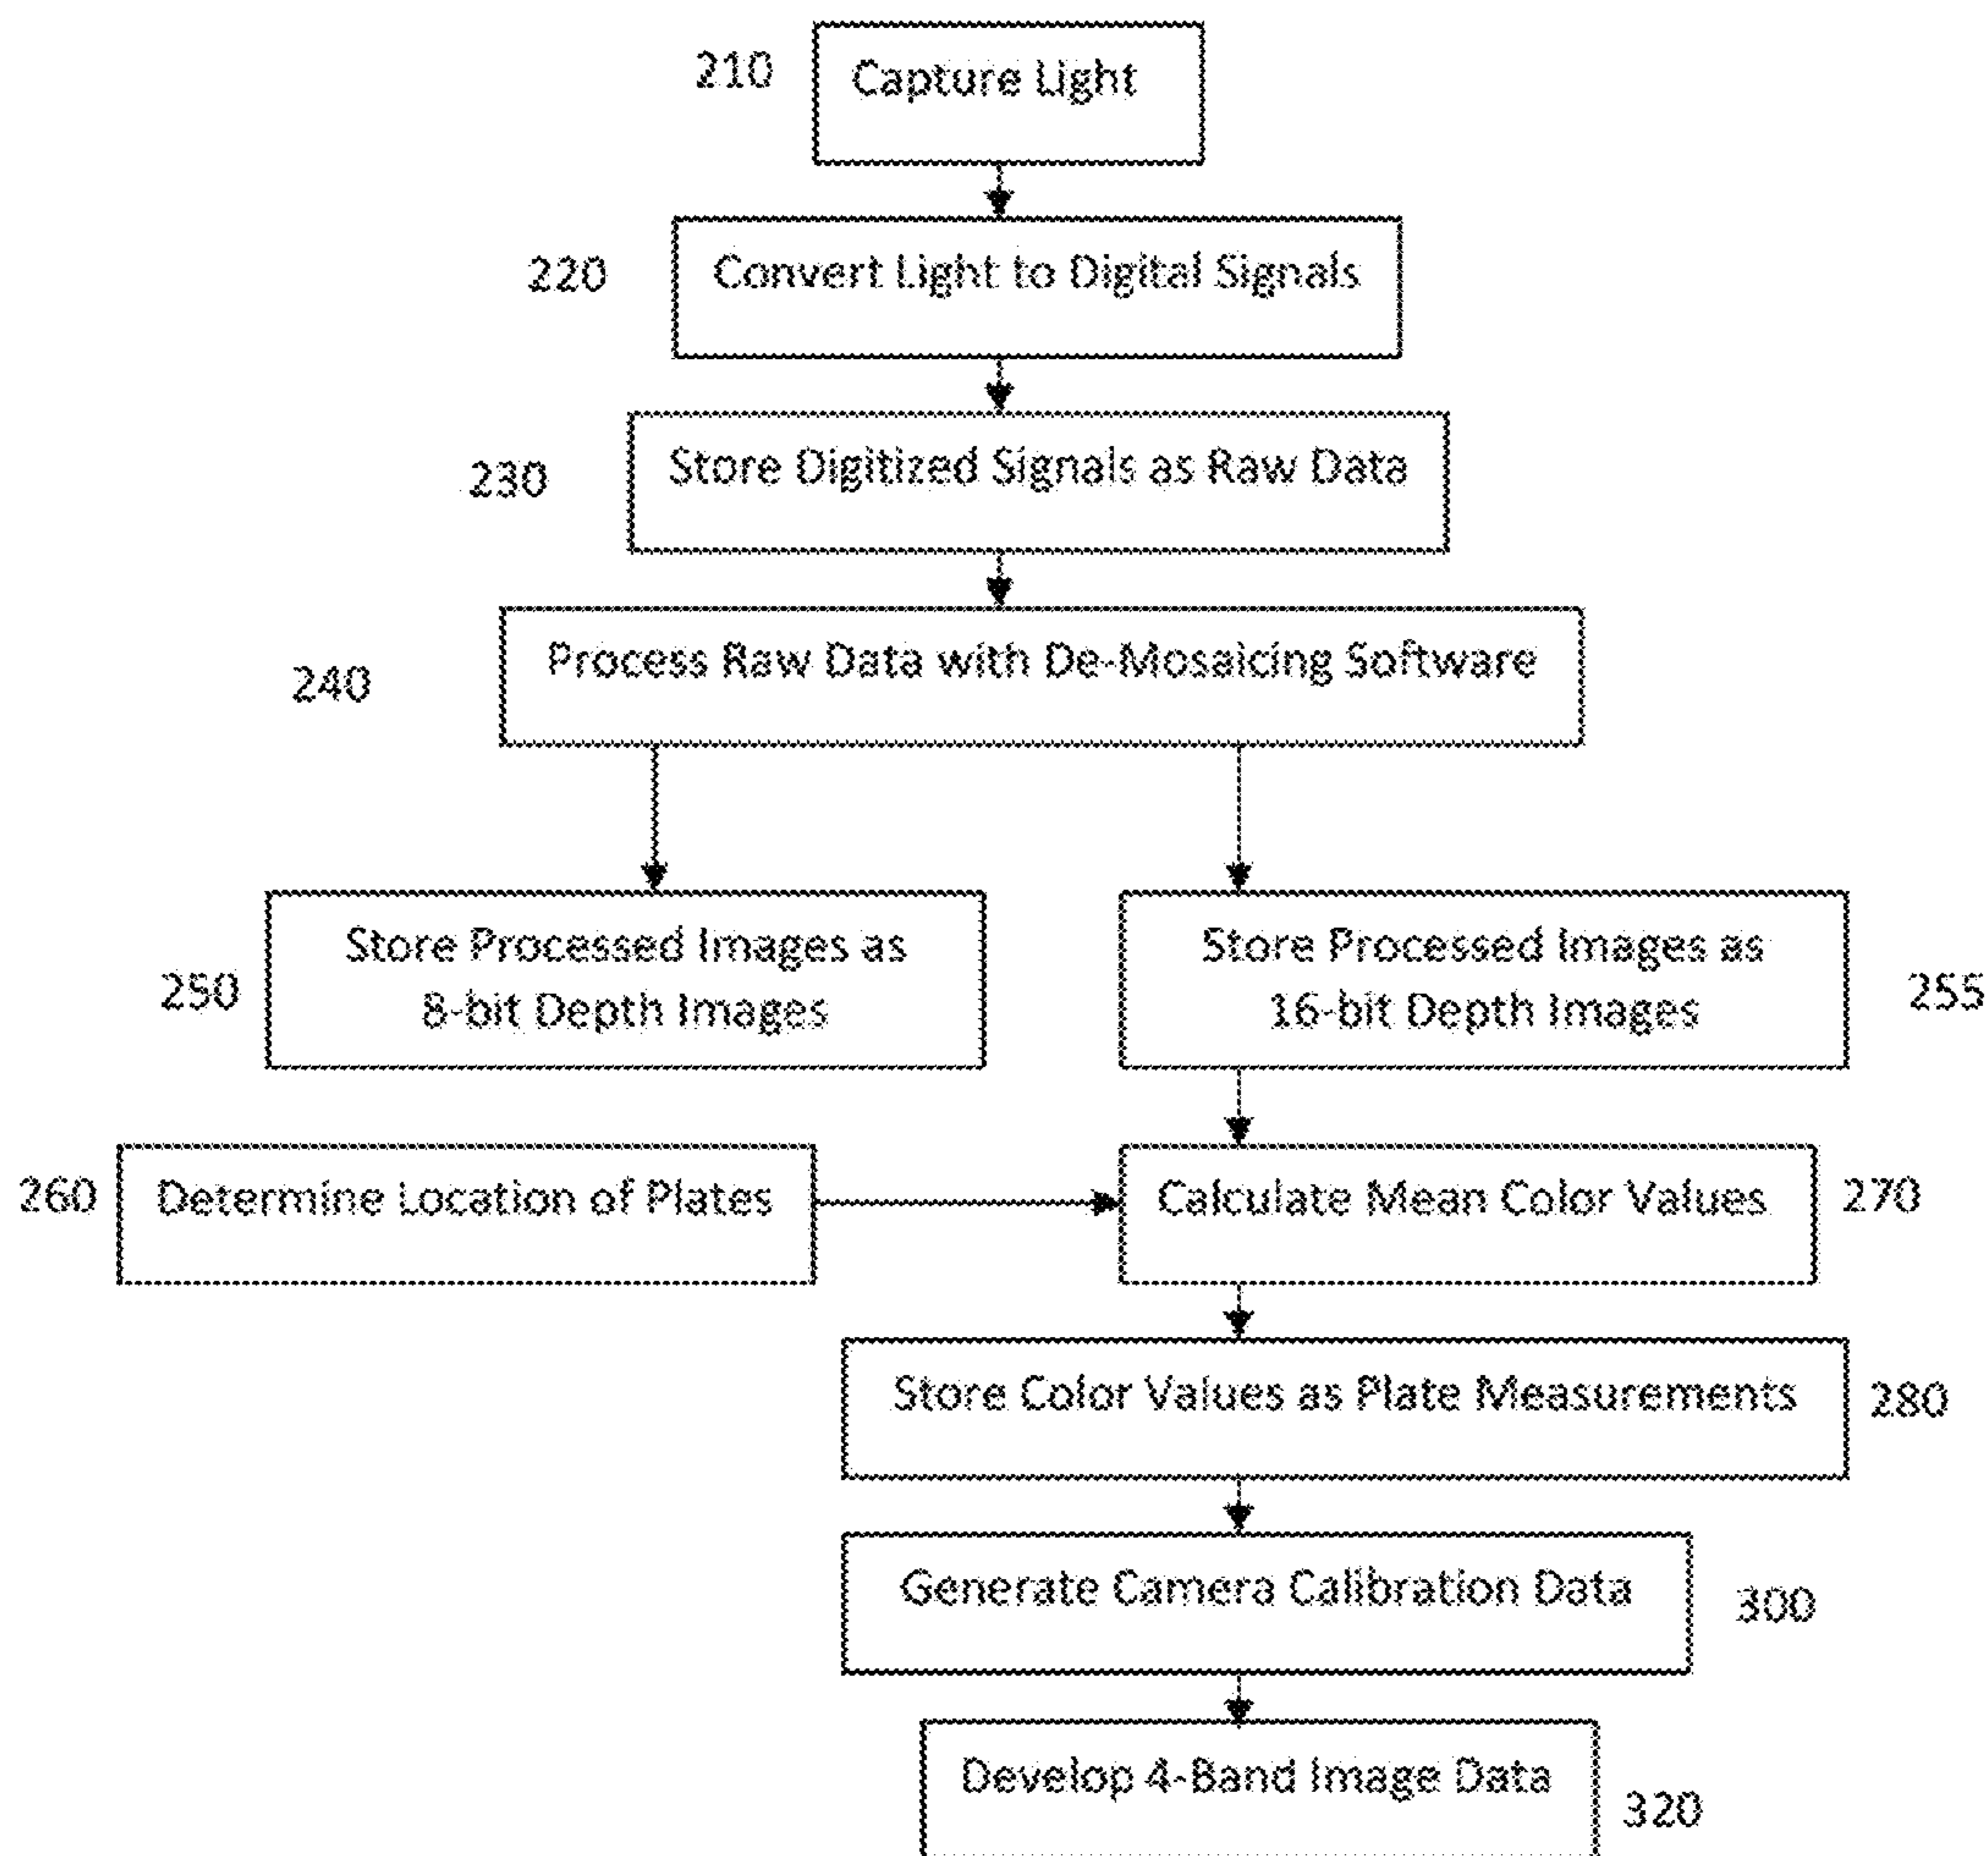 210
Capture Light
220
Convert Light to Digital Signals
230
Store Digitized Signals as Raw Data
240
Process Raw Data with De-Mosaicing Software
250
Store Processed Images as
8-bit Depth Images
Store Processed Images as
16-bit Depth Images
255
260
Determine Location of Plates
Calculate Mean Color Values
270
Store Color Values as Plate Measurements
280
Generate Camera Calibration Data
300
Develop 4-Band Image Data
320